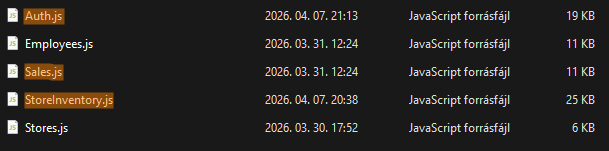 Auth.js 2026. 04. 07. 21:13 JavaScript forrásfájl 19 KB
Employees.js 2026. 03. 31. 12:24 JavaScript forrásfájl 11 KB
Sales.js 2026. 03. 31. 12:24 JavaScript forrásfájl 11 KB
StoreInventory.js 2026. 04. 07. 20:38 JavaScript forrásfájl 25 KB
Stores.js 2026. 03. 30. 17:52 JavaScript forrásfájl 6 KB